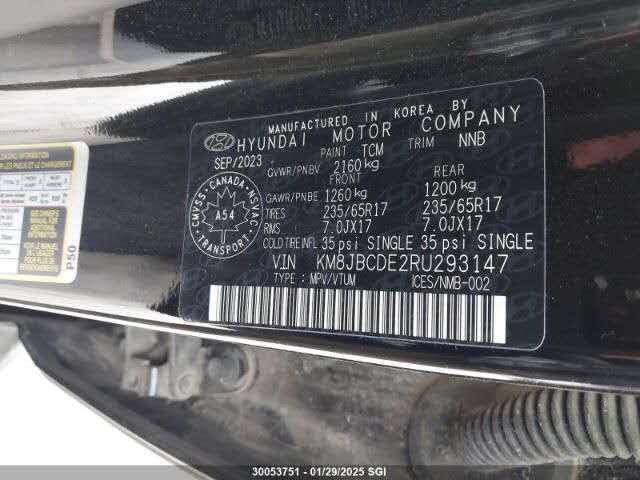 MANUFACTURED IN KOREA BY
HYUNDAI MOTOR COMPANY
SEP/2023 PAINT TCM TRIM NNB
GVWR/PNBV 2160 kg
FRONT REAR
GAWR/PNBE 1260 kg 1200 kg
TIRES 235/65R17 235/65R17
RIMS 7.0JX17 7.0JX17
COLD TIRE INFL 35 psi SINGLE 35 psi SINGLE
VIN KM8JBCDE2RU293147
TYPE : MPV/VTUM ICES/NMB-002
CMVSS · CANADA · NSVAC
A54
TRANSPORT
P50
30053751 — 01/29/2025 SGI